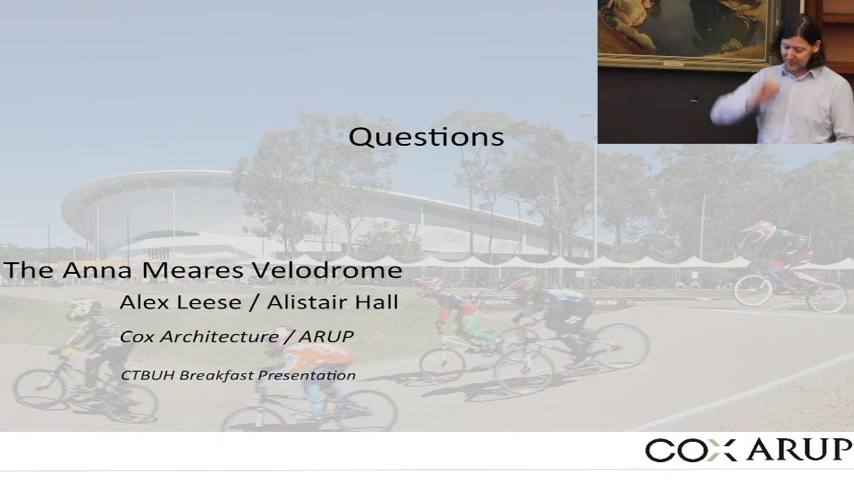 Questions
The Anna Meares Velodrome
Alex Leese / Alistair Hall
Cox Architecture / ARUP
CTBUH Breakfast Presentation
COX ARUP